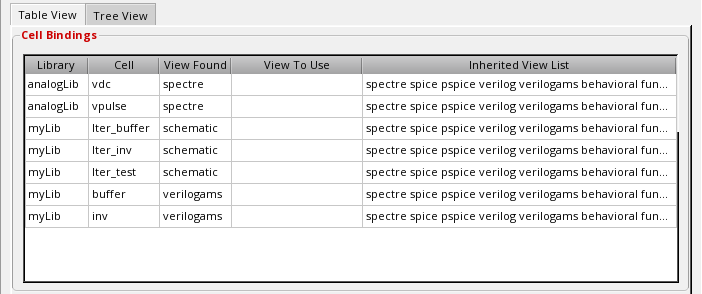 Table View Tree View
Cell Bindings
Library Cell View Found View To Use Inherited View List
analogLib vdc spectre spectre spice pspice verilog verilogams behavioral fun...
analogLib vpulse spectre spectre spice pspice verilog verilogams behavioral fun...
myLib lter_buffer schematic spectre spice pspice verilog verilogams behavioral fun...
myLib lter_inv schematic spectre spice pspice verilog verilogams behavioral fun...
myLib lter_test schematic spectre spice pspice verilog verilogams behavioral fun...
myLib buffer verilogams spectre spice pspice verilog verilogams behavioral fun...
myLib inv verilogams spectre spice pspice verilog verilogams behavioral fun...